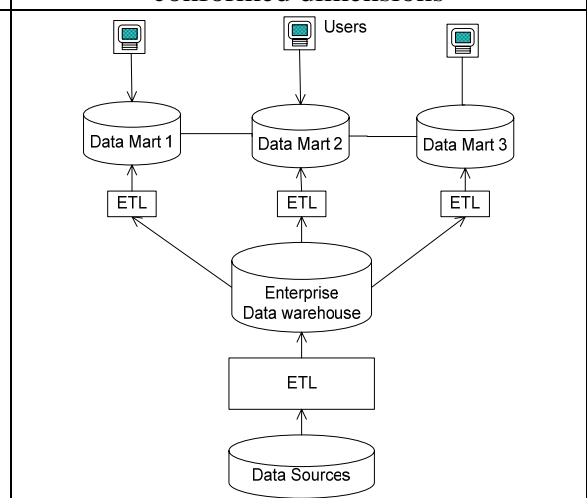 conformed dimensions
Users
Data Mart 1
Data Mart 2
Data Mart 3
ETL
ETL
ETL
Enterprise
Data warehouse
ETL
Data Sources